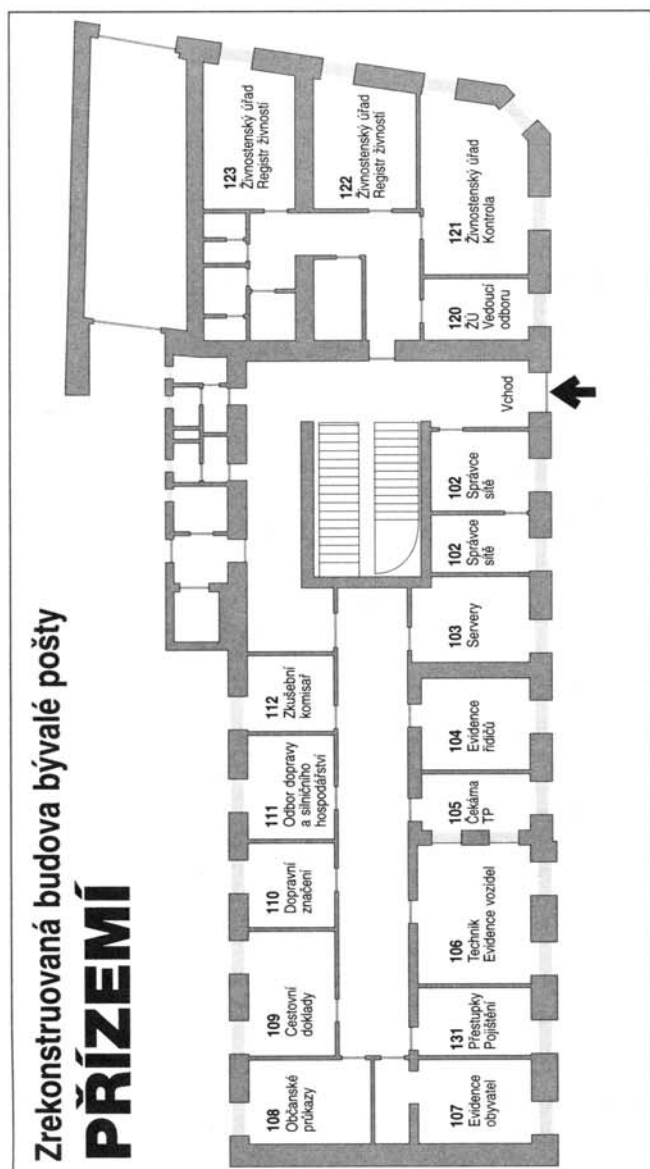 Zrekonstruovaná budova bývalé pošty
PŘÍZEMÍ
108
Občanské
průkazy
109
Cestovní
doklady
110
Dopravní
značení
111
Odbor dopravy
a silničního
hospodářství
112
Zkušební
komisař
107
Evidence
obyvatel
131
Přestupky
Pojištění
106
Technik
Evidence vozidel
105
Čekárna
TP
104
Evidence
řidičů
103
Servery
102
Správce
sítě
102
Správce
sítě
Vchod
120
ŽÚ
Vedoucí
odboru
121
Živnostenský úřad
Kontrola
122
Živnostenský úřad
Registr živností
123
Živnostenský úřad
Registr živností